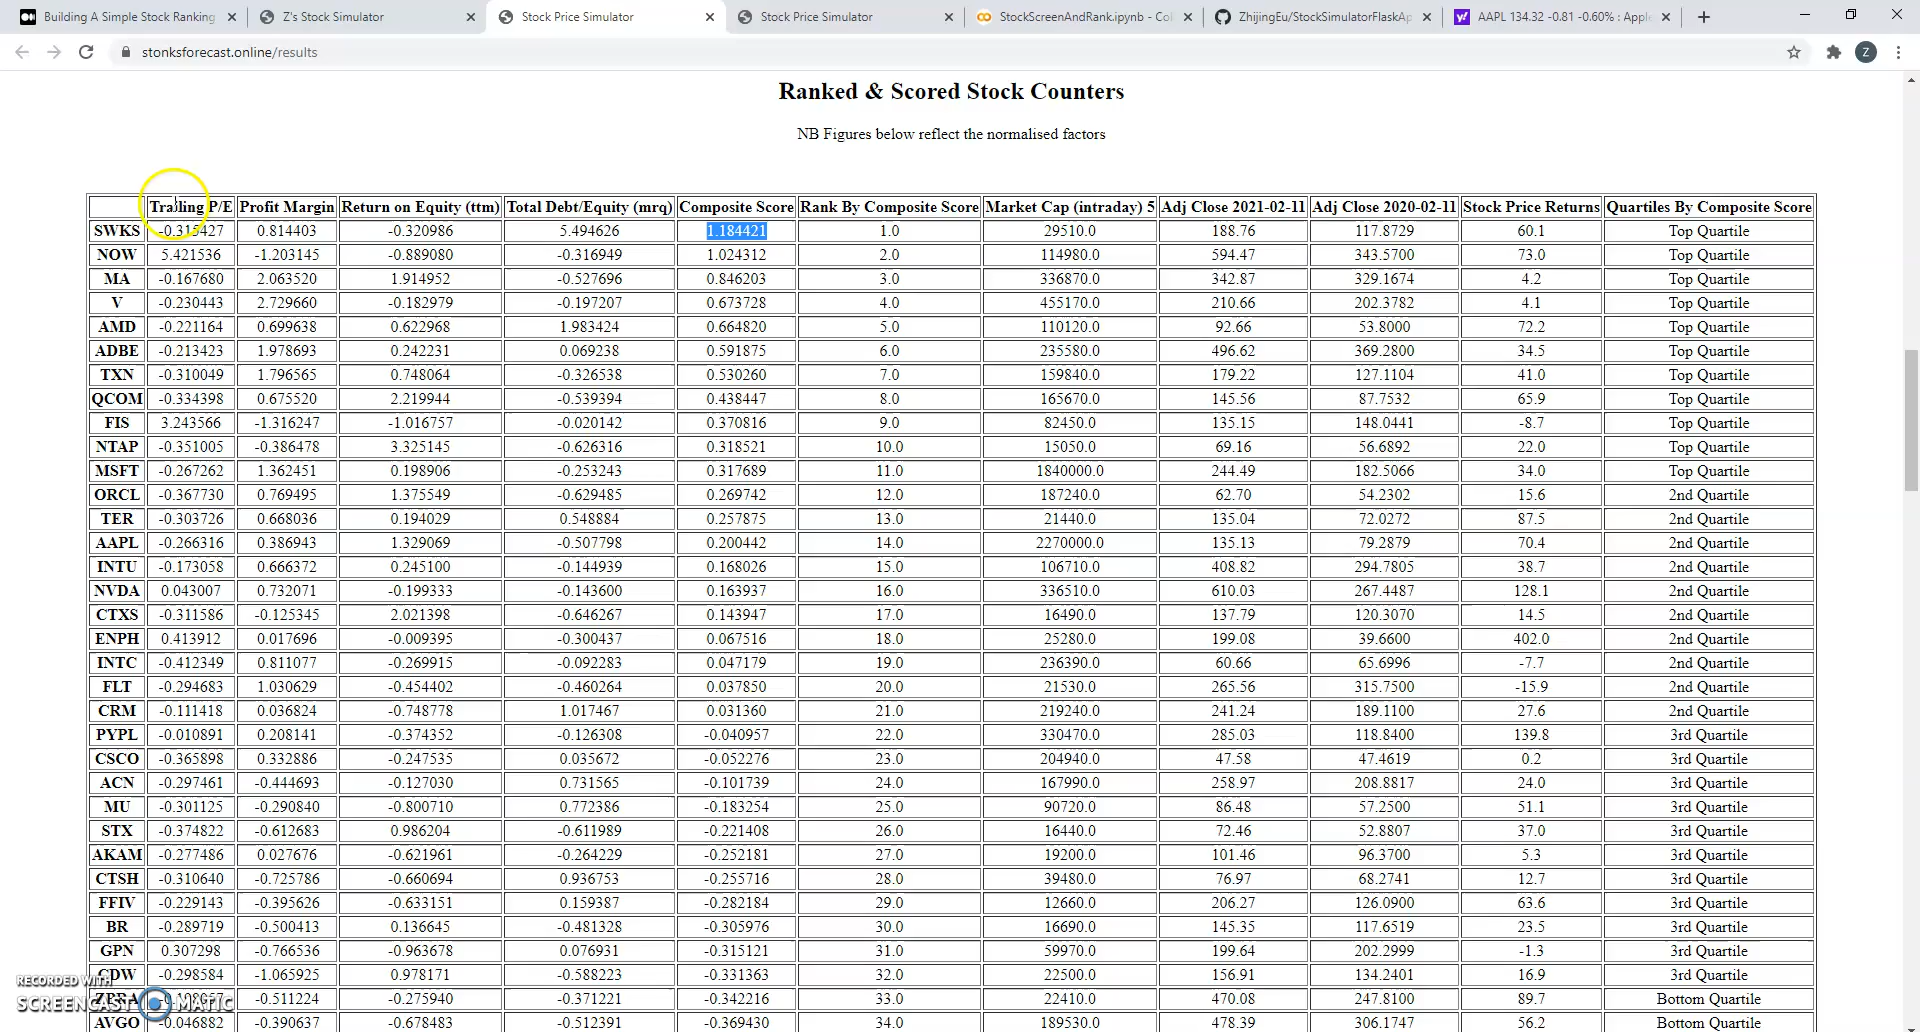 Building A Simple Stock Ranking
Z's Stock Simulator
Stock Price Simulator
Stock Price Simulator
StockScreenAndRank.ipynb - Co
ZhijingEu/StockSimulatorFlaskAp
AAPL 134.32 -0.81 -0.60% : Apple
stonksforecast.online/results
Z
Ranked & Scored Stock Counters
NB Figures below reflect the normalised factors
Trailing P/E Profit Margin Return on Equity (ttm) Total Debt/Equity (mrq) Composite Score Rank By Composite Score Market Cap (intraday) 5 Adj Close 2021-02-11 Adj Close 2020-02-11 Stock Price Returns Quartiles By Composite Score
SWKS -0.315427 0.814403 -0.320986 5.494626 1.184421 1.0 29510.0 188.76 117.8729 60.1 Top Quartile
NOW 5.421536 -1.203145 -0.889080 -0.316949 1.024312 2.0 114980.0 594.47 343.5700 73.0 Top Quartile
MA -0.167680 2.063520 1.914952 -0.527696 0.846203 3.0 336870.0 342.87 329.1674 4.2 Top Quartile
V -0.230443 2.729660 -0.182979 -0.197207 0.673728 4.0 455170.0 210.66 202.3782 4.1 Top Quartile
AMD -0.221164 0.699638 0.622968 1.983424 0.664820 5.0 110120.0 92.66 53.8000 72.2 Top Quartile
ADBE -0.213423 1.978693 0.242231 0.069238 0.591875 6.0 235580.0 496.62 369.2800 34.5 Top Quartile
TXN -0.310049 1.796565 0.748064 -0.326538 0.530260 7.0 159840.0 179.22 127.1104 41.0 Top Quartile
QCOM -0.334398 0.675520 2.219944 -0.539394 0.438447 8.0 165670.0 145.56 87.7532 65.9 Top Quartile
FIS 3.243566 -1.316247 -1.016757 -0.020142 0.370816 9.0 82450.0 135.15 148.0441 -8.7 Top Quartile
NTAP -0.351005 -0.386478 3.325145 -0.626316 0.318521 10.0 15050.0 69.16 56.6892 22.0 Top Quartile
MSFT -0.267262 1.362451 0.198906 -0.253243 0.317689 11.0 1840000.0 244.49 182.5066 34.0 Top Quartile
ORCL -0.367730 0.769495 1.375549 -0.629485 0.269742 12.0 187240.0 62.70 54.2302 15.6 2nd Quartile
TER -0.303726 0.668036 0.194029 0.548884 0.257875 13.0 21440.0 135.04 72.0272 87.5 2nd Quartile
AAPL -0.266316 0.386943 1.329069 -0.507798 0.200442 14.0 2270000.0 135.13 79.2879 70.4 2nd Quartile
INTU -0.173058 0.666372 0.245100 -0.144939 0.168026 15.0 106710.0 408.82 294.7805 38.7 2nd Quartile
NVDA 0.043007 0.732071 -0.199333 -0.143600 0.163937 16.0 336510.0 610.03 267.4487 128.1 2nd Quartile
CTXS -0.311586 -0.125345 2.021398 -0.646267 0.143947 17.0 16490.0 137.79 120.3070 14.5 2nd Quartile
ENPH 0.413912 0.017696 -0.009395 -0.300437 0.067516 18.0 25280.0 199.08 39.6600 402.0 2nd Quartile
INTC -0.412349 0.811077 -0.269915 -0.092283 0.047179 19.0 236390.0 60.66 65.6996 -7.7 2nd Quartile
FLT -0.294683 1.030629 -0.454402 -0.460264 0.037850 20.0 21530.0 265.56 315.7500 -15.9 2nd Quartile
CRM -0.111418 0.036824 -0.748778 1.017467 0.031360 21.0 219240.0 241.24 189.1100 27.6 2nd Quartile
PYPL -0.010891 0.208141 -0.374352 -0.126308 -0.040957 22.0 330470.0 285.03 118.8400 139.8 3rd Quartile
CSCO -0.365898 0.332886 -0.247535 0.035672 -0.052276 23.0 204940.0 47.58 47.4619 0.2 3rd Quartile
ACN -0.297461 -0.444693 -0.127030 0.731565 -0.101739 24.0 167990.0 258.97 208.8817 24.0 3rd Quartile
MU -0.301125 -0.290840 -0.800710 0.772386 -0.183254 25.0 90720.0 86.48 57.2500 51.1 3rd Quartile
STX -0.374822 -0.612683 0.986204 -0.611989 -0.221408 26.0 16440.0 72.46 52.8807 37.0 3rd Quartile
AKAM -0.277486 0.027676 -0.621961 -0.264229 -0.252181 27.0 19200.0 101.46 96.3700 5.3 3rd Quartile
CTSH -0.310640 -0.725786 -0.660694 0.936753 -0.255716 28.0 39480.0 76.97 68.2741 12.7 3rd Quartile
FFIV -0.229143 -0.395626 -0.633151 0.159387 -0.282184 29.0 12660.0 206.27 126.0900 63.6 3rd Quartile
BR -0.289719 -0.500413 0.136645 -0.481328 -0.305976 30.0 16690.0 145.35 117.6519 23.5 3rd Quartile
GPN 0.307298 -0.766536 -0.963678 0.076931 -0.315121 31.0 59970.0 199.64 202.2999 -1.3 3rd Quartile
CDW -0.298584 -1.065925 0.978171 -0.588223 -0.331363 32.0 22500.0 156.91 134.2401 16.9 3rd Quartile
ZBRA -0.511224 -0.275940 -0.371221 -0.342216 33.0 22410.0 470.08 247.8100 89.7 Bottom Quartile
AVGO -0.046882 -0.390637 -0.678483 -0.512391 -0.369430 34.0 189530.0 478.39 306.1747 56.2 Bottom Quartile
RECORDED WITH
SCREENCAST MATIC